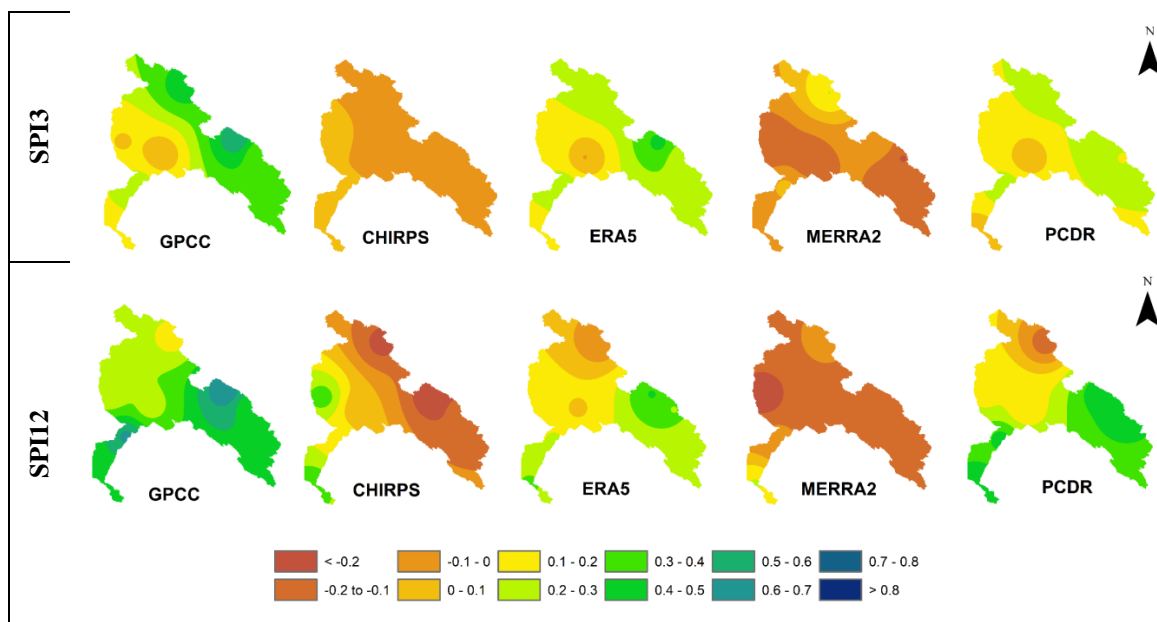 SPI3
N
GPCC
CHIRPS
ERA5
MERRA2
PCDR
SPI12
N
GPCC
CHIRPS
ERA5
MERRA2
PCDR
< -0.2
-0.1 - 0
0.1 - 0.2
0.3 - 0.4
0.5 - 0.6
0.7 - 0.8
-0.2 to -0.1
0 - 0.1
0.2 - 0.3
0.4 - 0.5
0.6 - 0.7
> 0.8